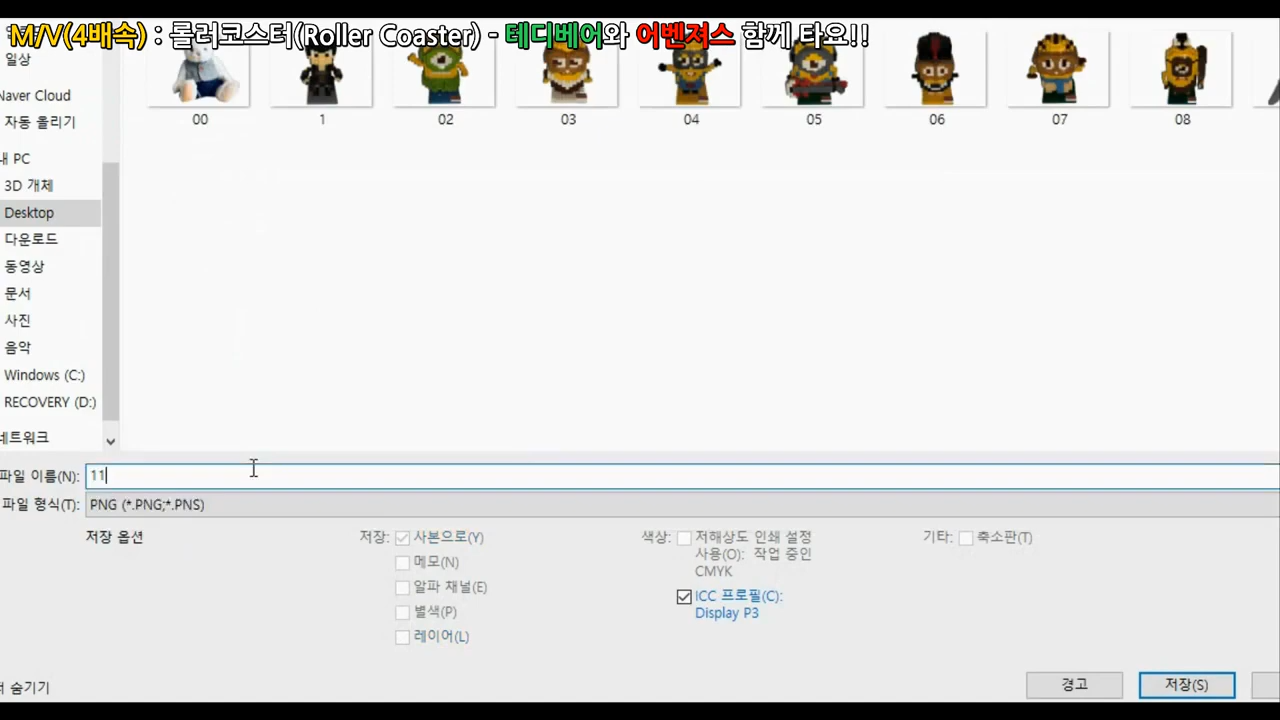 M/V(4배속) : 롤러코스터(Roller Coaster) - 테디베어와 어벤져스 함께 타요!!
일상
Naver Cloud
자동 올리기
내 PC
3D 개체
Desktop
다운로드
동영상
문서
사진
음악
Windows (C:)
RECOVERY (D:)
네트워크
00 1 02 03 04 05 06 07 08
파일 이름(N): 11
파일 형식(T): PNG (*.PNG;*.PNS)
저장 옵션
저장: 사본으로(Y)
메모(N)
알파 채널(E)
별색(P)
레이어(L)
색상: 저해상도 인쇄 설정
사용(O): 작업 중인
CMYK
ICC 프로필(C):
Display P3
기타: 축소판(T)
숨기기
경고 저장(S)